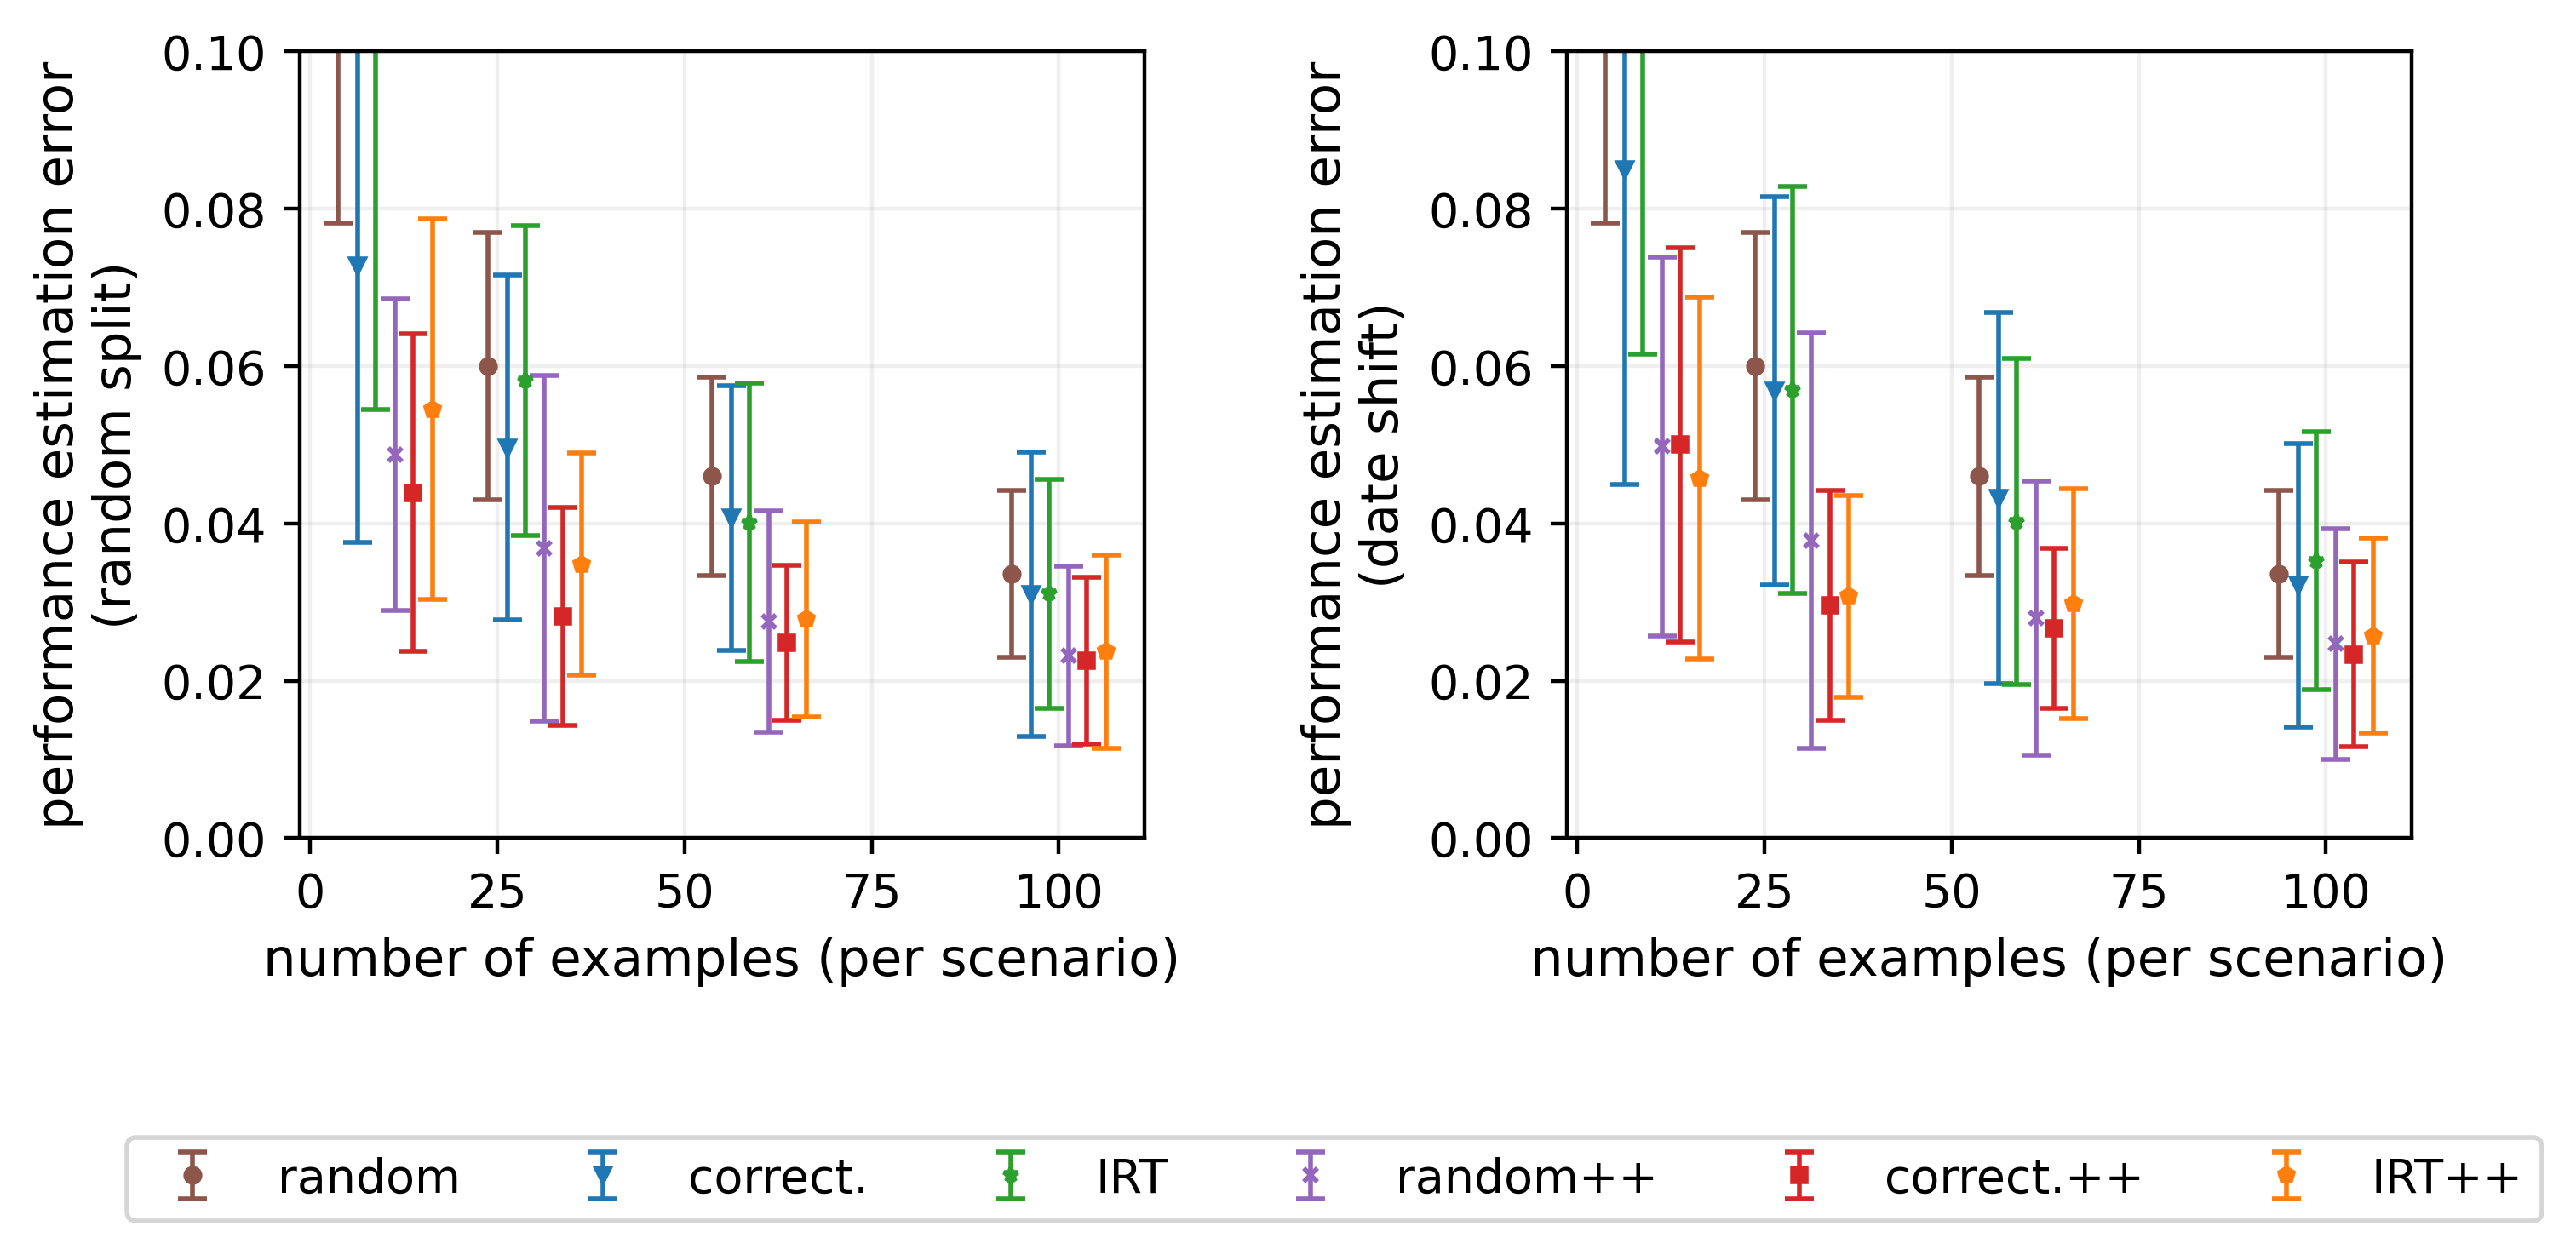 performance estimation error
(random split)
0.10
0.08
0.06
0.04
0.02
0.00
0 25 50 75 100
number of examples (per scenario)
performance estimation error
(date shift)
0.10
0.08
0.06
0.04
0.02
0.00
0 25 50 75 100
number of examples (per scenario)
random correct. IRT random++ correct.++ IRT++